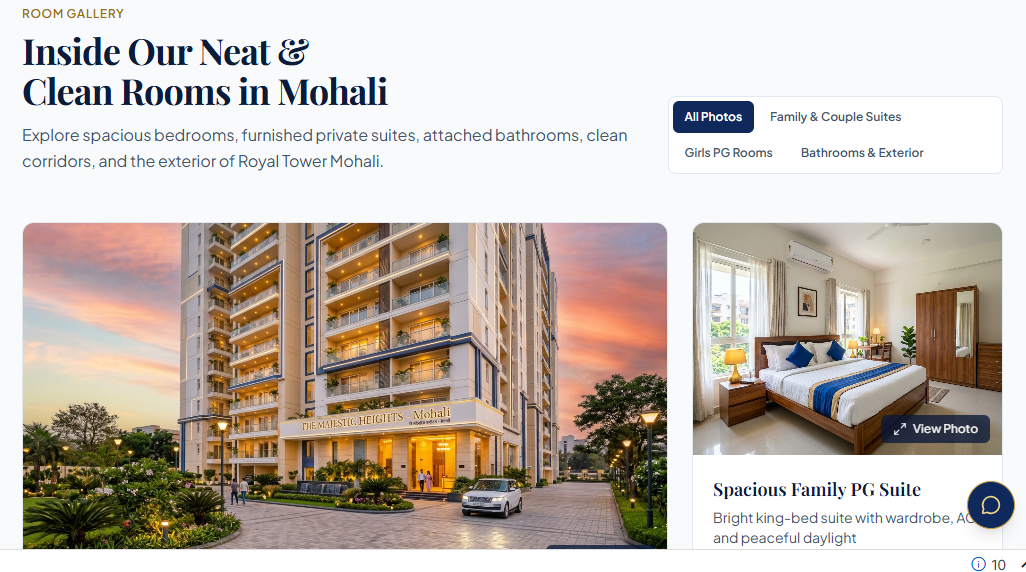 ROOM GALLERY
Inside Our Neat &
Clean Rooms in Mohali
Explore spacious bedrooms, furnished private suites, attached bathrooms, clean
corridors, and the exterior of Royal Tower Mohali.
All Photos
Family & Couple Suites
Girls PG Rooms
Bathrooms & Exterior
THE MAJESTIC HEIGHTS - Mohali
View Photo
Spacious Family PG Suite
Bright king-bed suite with wardrobe, AC
and peaceful daylight
10